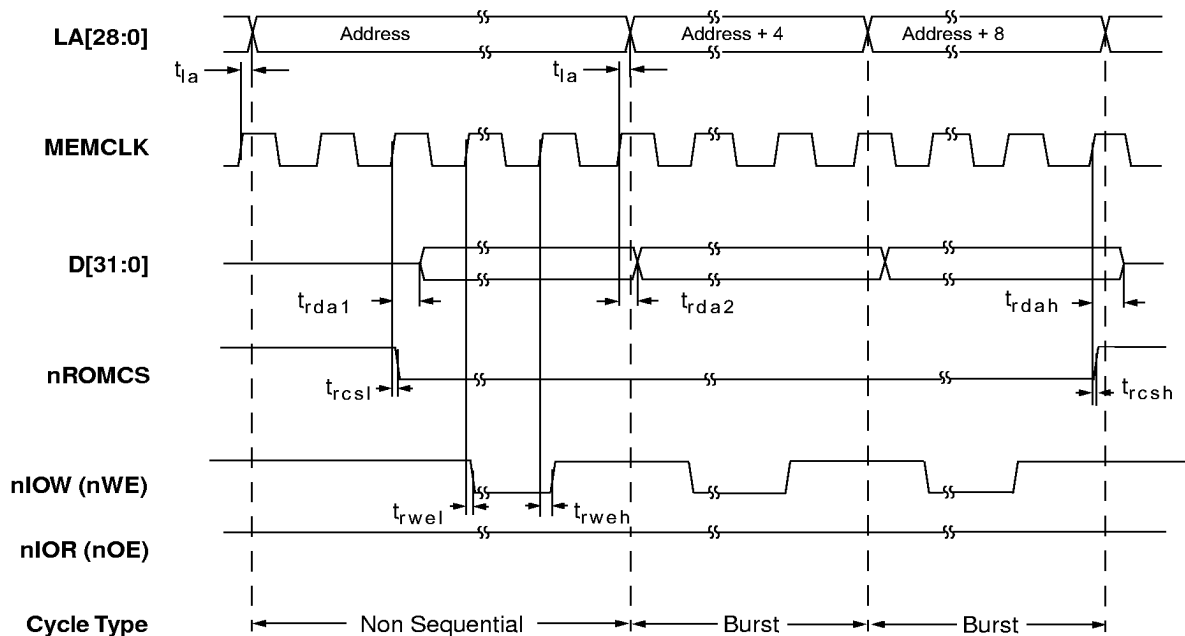 LA[28:0] Address Address + 4 Address + 8
tla tla
MEMCLK
D[31:0]
trda1 trda2 trdah
nROMCS
trcsl trcsh
nIOW (nWE)
trwel trweh
nIOR (nOE)
Cycle Type Non Sequential Burst Burst